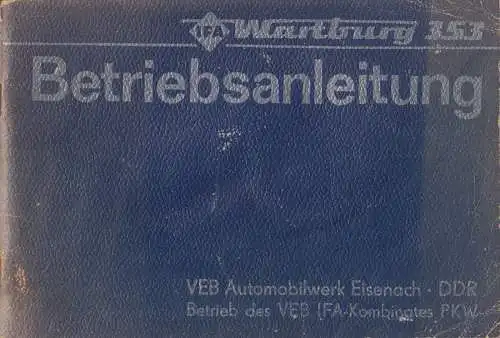 IFA Wartburg 353
Betriebsanleitung
VEB Automobilwerk Eisenach · DDR
Betrieb des VEB IFA-Kombinates PKW